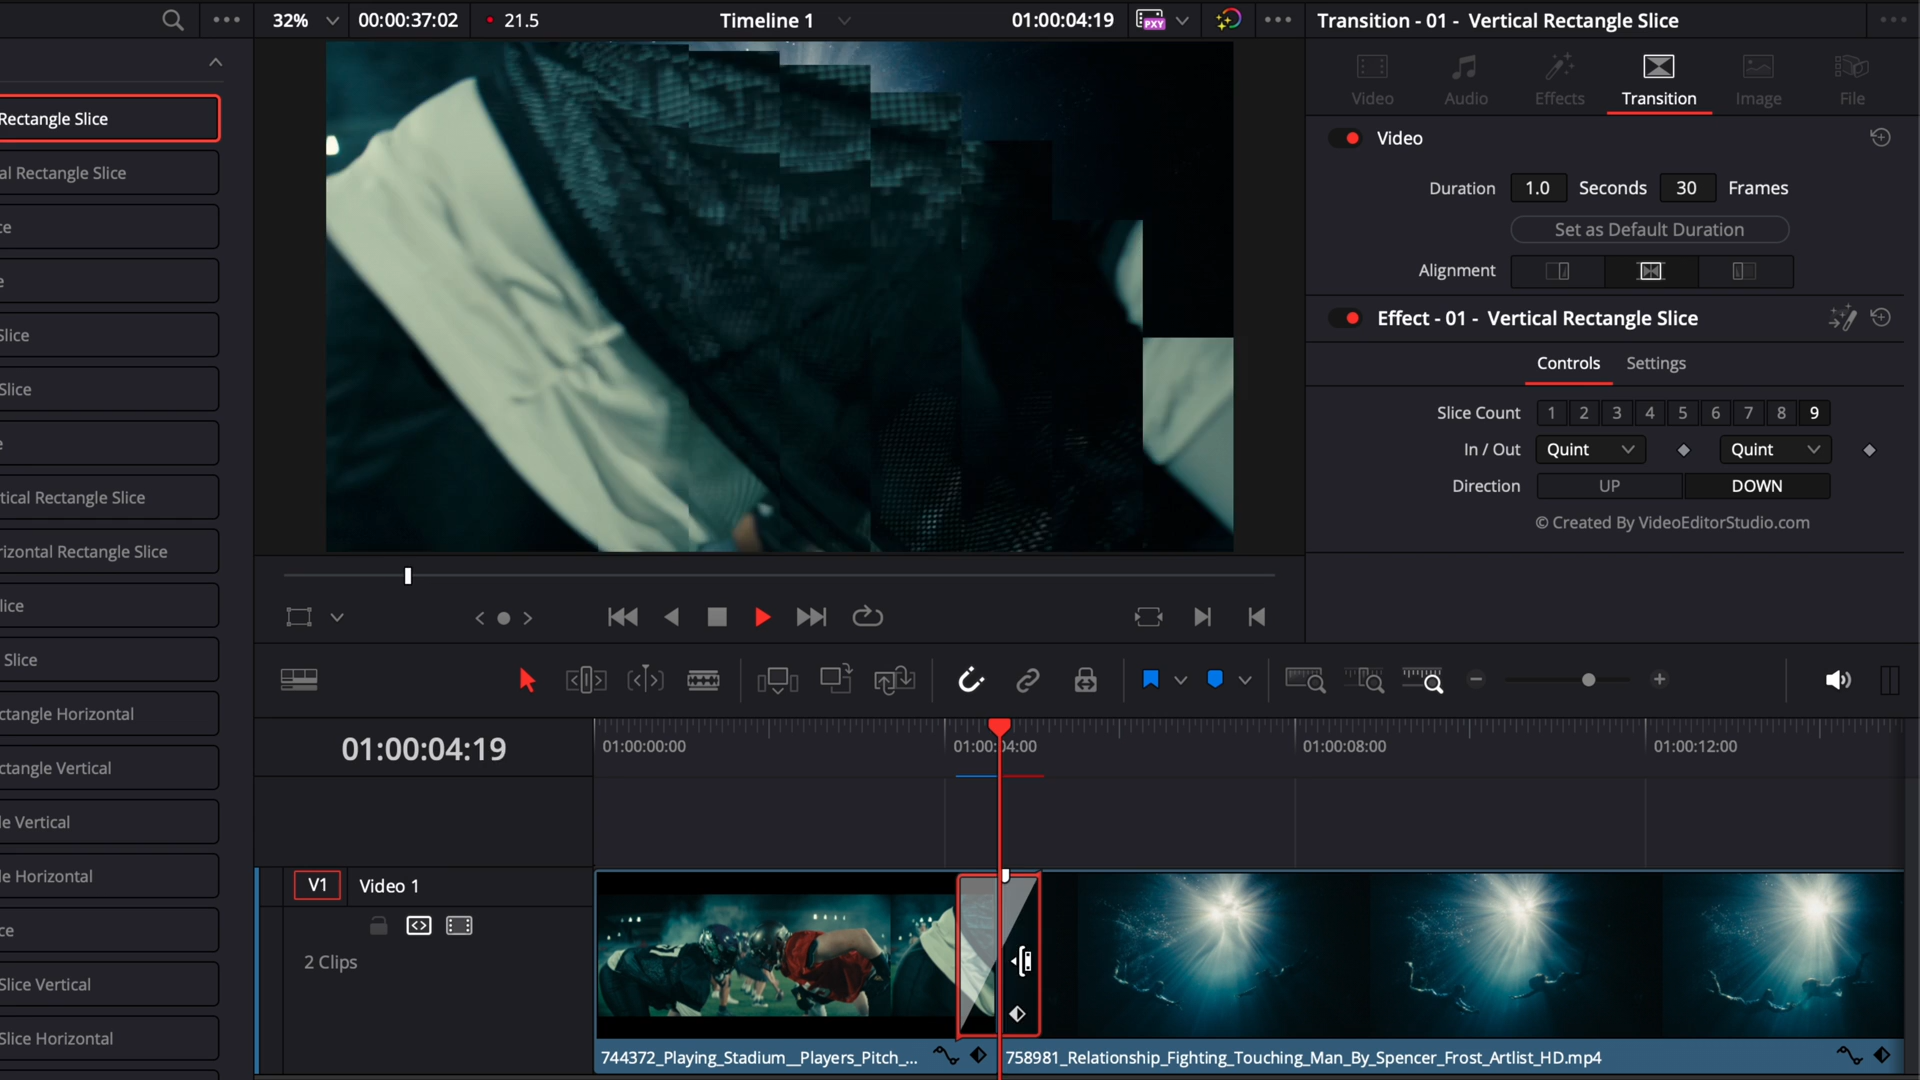 32%
00:00:37:02
21.5
Timeline 1
01:00:04:19
PXY
Transition - 01 - Vertical Rectangle Slice
Rectangle Slice
al Rectangle Slice
ce
e
Slice
Slice
e
tical Rectangle Slice
rizontal Rectangle Slice
lice
Slice
ctangle Horizontal
ctangle Vertical
le Vertical
le Horizontal
ce
Slice Vertical
Slice Horizontal
Video
Audio
Effects
Transition
Image
File
Video
Duration 1.0 Seconds 30 Frames
Set as Default Duration
Alignment
Effect - 01 - Vertical Rectangle Slice
Controls
Settings
Slice Count 1 2 3 4 5 6 7 8 9
In / Out Quint Quint
Direction UP DOWN
© Created By VideoEditorStudio.com
01:00:04:19
01:00:00:00
01:00:04:00
01:00:08:00
01:00:12:00
V1
Video 1
2 Clips
744372_Playing_Stadium__Players_Pitch_...
758981_Relationship_Fighting_Touching_Man_By_Spencer_Frost_Artlist_HD.mp4